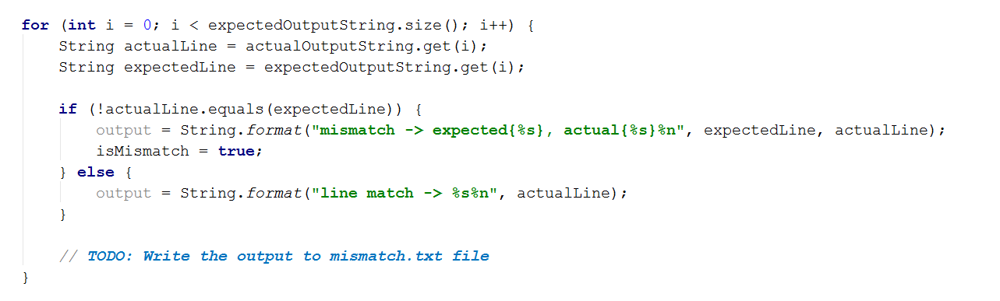 for (int i = 0; i < expectedOutputString.size(); i++) {
    String actualLine = actualOutputString.get(i);
    String expectedLine = expectedOutputString.get(i);

    if (!actualLine.equals(expectedLine)) {
        output = String.format("mismatch -> expected{%s}, actual{%s}%n", expectedLine, actualLine);
        isMismatch = true;
    } else {
        output = String.format("line match -> %s%n", actualLine);
    }

    // TODO: Write the output to mismatch.txt file
}